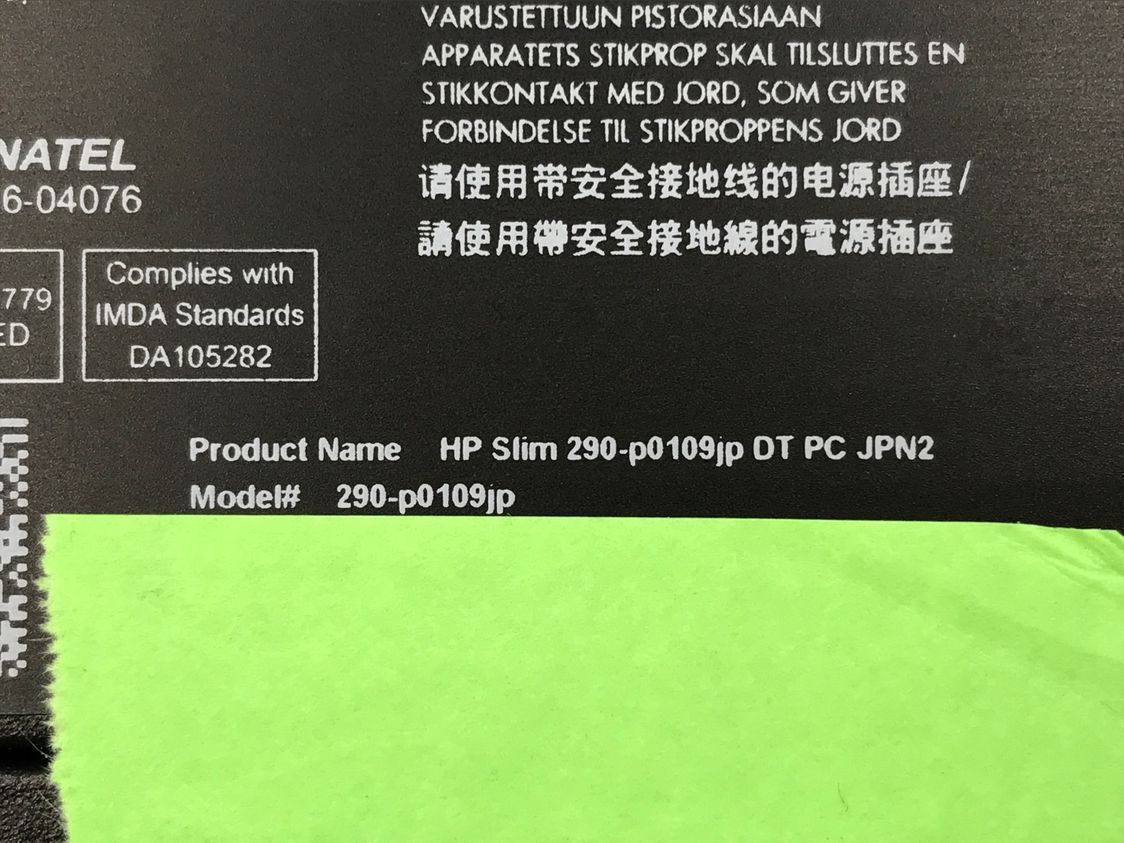 VARUSTETTUUN PISTORASIAAN
APPARATETS STIKPROP SKAL TILSLUTTES EN
STIKKONTAKT MED JORD, SOM GIVER
FORBINDELSE TIL STIKPROPPENS JORD
请使用带安全接地线的电源插座/
請使用帶安全接地線的電源插座
NATEL
6-04076
779
ED
Complies with
IMDA Standards
DA105282
Product Name HP Slim 290-p0109jp DT PC JPN2
Model# 290-p0109jp